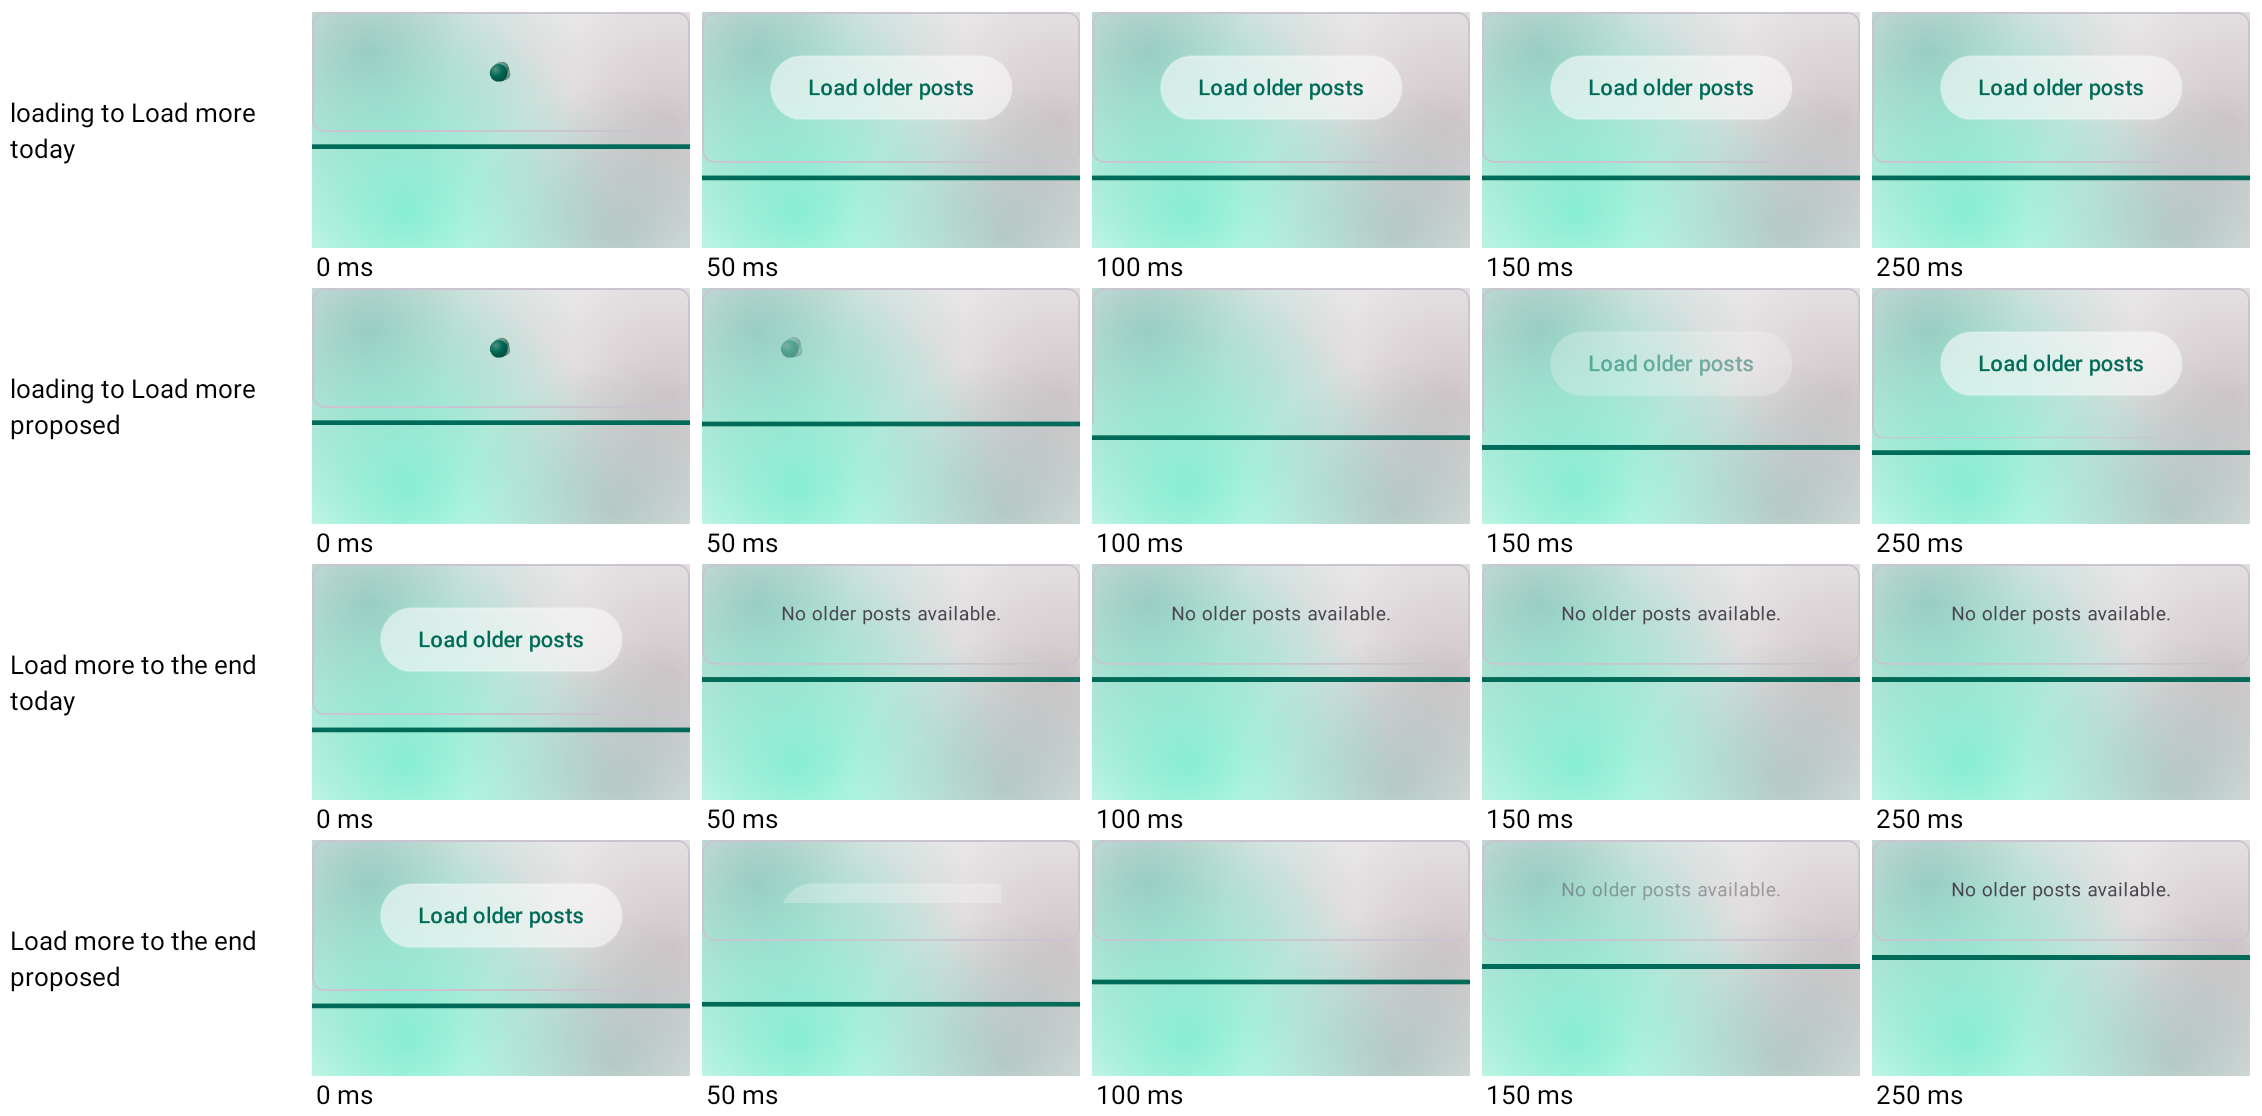 loading to Load more
today
Load older posts
Load older posts
Load older posts
Load older posts
0 ms
50 ms
100 ms
150 ms
250 ms
loading to Load more
proposed
Load older posts
Load older posts
0 ms
50 ms
100 ms
150 ms
250 ms
Load more to the end
today
Load older posts
No older posts available.
No older posts available.
No older posts available.
No older posts available.
0 ms
50 ms
100 ms
150 ms
250 ms
Load more to the end
proposed
Load older posts
No older posts available.
No older posts available.
0 ms
50 ms
100 ms
150 ms
250 ms